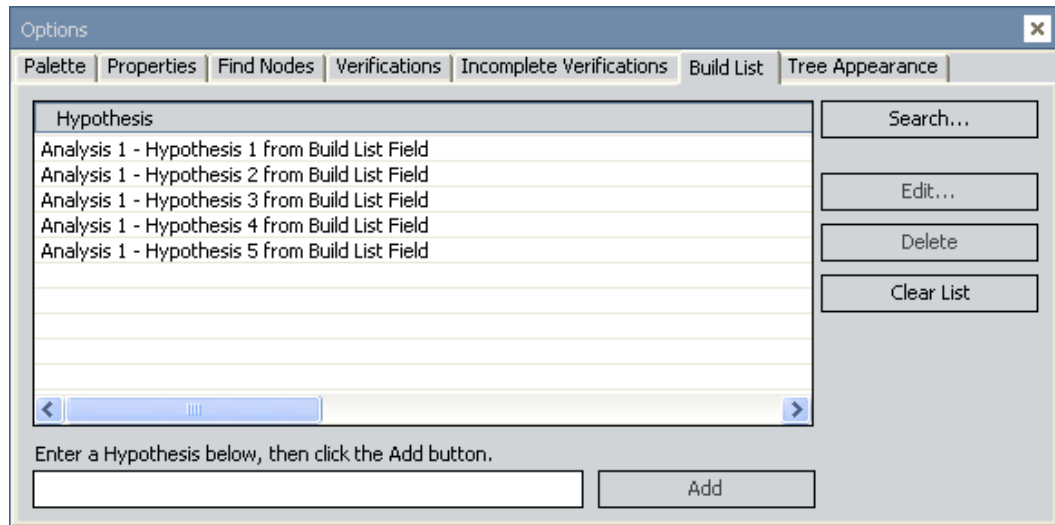 Options
Palette Properties Find Nodes Verifications Incomplete Verifications Build List Tree Appearance
Hypothesis
Search...
Analysis 1 - Hypothesis 1 from Build List Field
Analysis 1 - Hypothesis 2 from Build List Field
Edit...
Analysis 1 - Hypothesis 3 from Build List Field
Analysis 1 - Hypothesis 4 from Build List Field
Delete
Analysis 1 - Hypothesis 5 from Build List Field
Clear List
Enter a Hypothesis below, then click the Add button.
Add